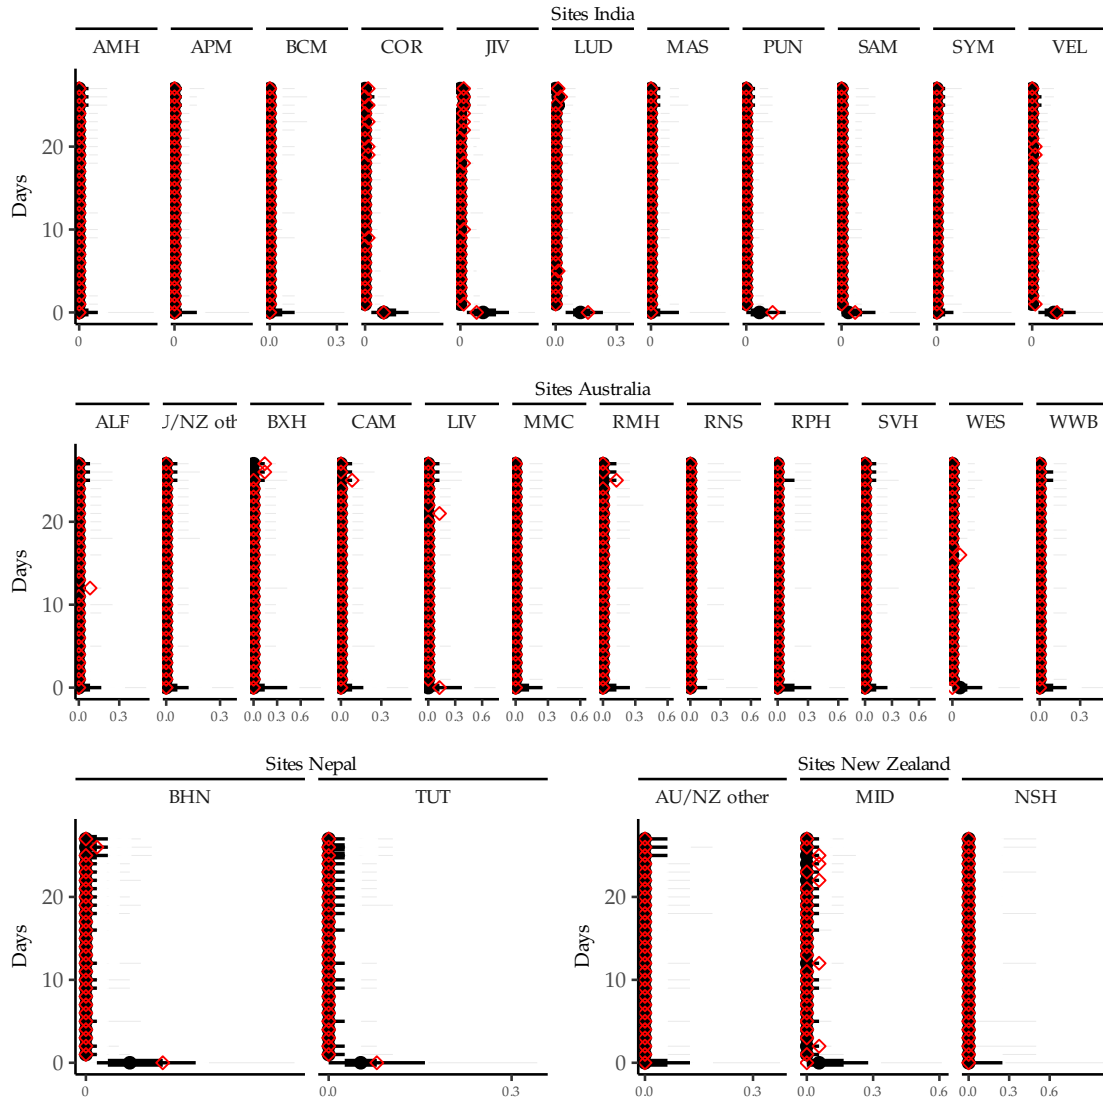 Sites India
AMH APM BCM COR JIV LUD MAS PUN SAM SYM VEL
Days
20
10
0
0 0 0.0 0.3 0 0 0.0 0.3 0 0 0 0 0
Sites Australia
ALF J/NZ oth BXH CAM LIV MMC RMH RNS RPH SVH WES WWB
Days
20
10
0
0.0 0.3 0.0 0.3 0.0 0.3 0.6 0.0 0.3 0.0 0.3 0.6 0.0 0.3 0.6 0.0 0.3 0.6 0.0 0.3 0.6 0.0 0.3 0.6 0.0 0.3 0.6 0 0.0 0.3
Sites Nepal Sites New Zealand
BHN TUT AU/NZ other MID NSH
Days Days
20 20
10 10
0 0
0 0.0 0.3 0.0 0.3 0.0 0.3 0.6 0.0 0.3 0.6